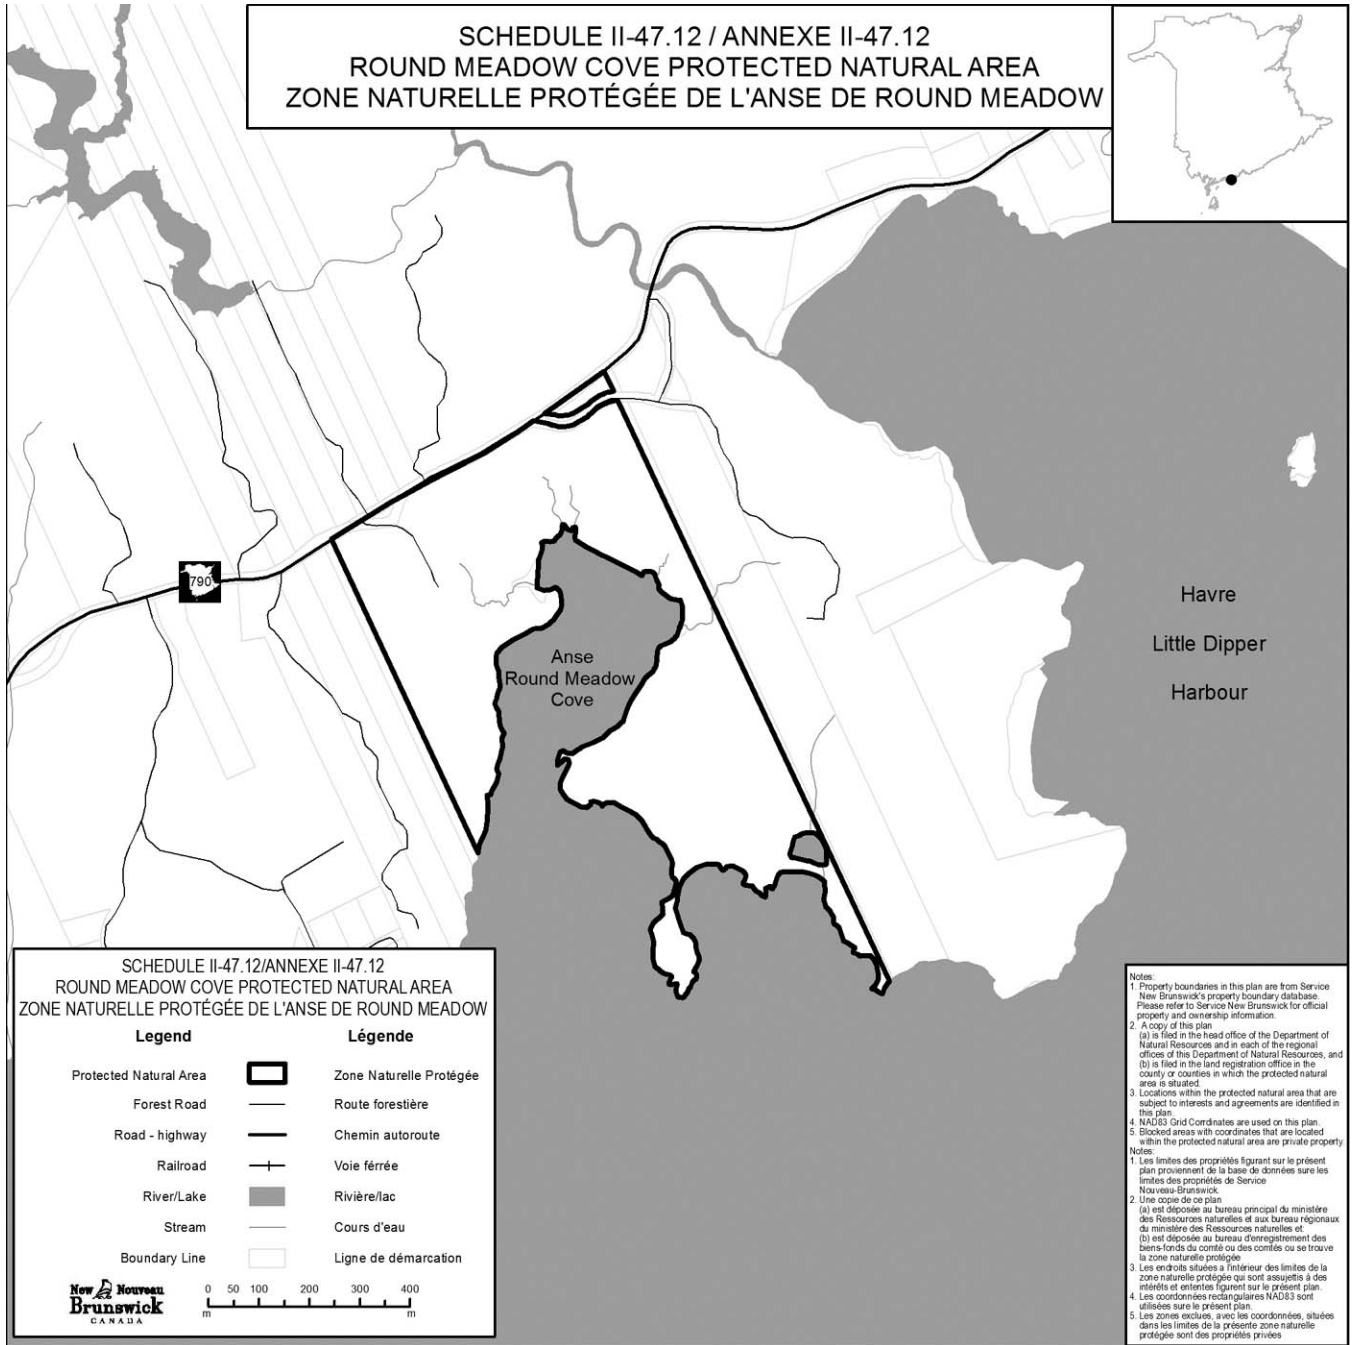 SCHEDULE II-47.12 / ANNEXE II-47.12
ROUND MEADOW COVE PROTECTED NATURAL AREA
ZONE NATURELLE PROTÉGÉE DE L'ANSE DE ROUND MEADOW
790
Anse
Round Meadow
Cove
Havre
Little Dipper
Harbour
SCHEDULE II-47.12/ANNEXE II-47.12
ROUND MEADOW COVE PROTECTED NATURAL AREA
ZONE NATURELLE PROTÉGÉE DE L'ANSE DE ROUND MEADOW
Legend Légende
Protected Natural Area Zone Naturelle Protégée
Forest Road Route forestière
Road - highway Chemin autoroute
Railroad Voie férrée
River/Lake Rivière/lac
Stream Cours d'eau
Boundary Line Ligne de démarcation
New Nouveau
Brunswick
CANADA
0 50 100 200 300 400
m m
Notes:
1. Property boundaries in this plan are from Service
New Brunswick's property boundary database.
Please refer to Service New Brunswick for official
property and ownership information.
2. A copy of this plan
(a) is filed in the head office of the Department of
Natural Resources and in each of the regional
offices of this Department of Natural Resources, and
(b) is filed in the land registration offfice in the
county or counties in which the protected natural
area is situated.
3. Locations within the protected natural area that are
subject to interests and agreements are identified in
this plan.
4. NAD83 Grid Corrdinates are used on this plan.
5. Blocked areas with coordinates that are located
within the protected natural area are private property.
Notes:
1. Les limites des propriétés figurant sur le présent
plan proviennent de la base de données sure les
limites des propriétés de Service
Nouveau-Brunswick.
2. Une copie de ce plan
(a) est déposée au bureau principal du ministère
des Ressources naturelles et aux bureau régionaux
du ministère des Ressources naturelles et:
(b) est déposée au bureau d'enregistrement des
biens-fonds du comté ou des comtés ou se trouve
la zone naturelle protégée
3. Les endroits situées a l'intérieur des limites de la
zone naturelle protégée qui sont assujettis à des
intérêts et ententes figurent sur le présent plan.
4. Les coordonnées rectangulaires NAD83 sont
utilisées sure le présent plan.
5. Les zones exclues, avec les coordonnées, situées
dans les limites de la présente zone naturelle
protégée sont des propriétés privées